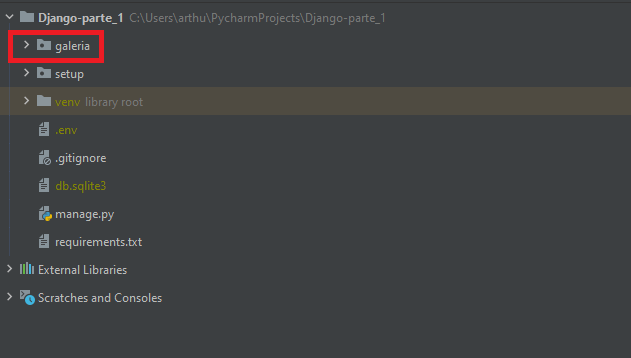 Django-parte_1 C:\Users\arthu\PycharmProjects\Django-parte_1
galeria
setup
venv library root
.env
.gitignore
db.sqlite3
manage.py
requirements.txt
External Libraries
Scratches and Consoles